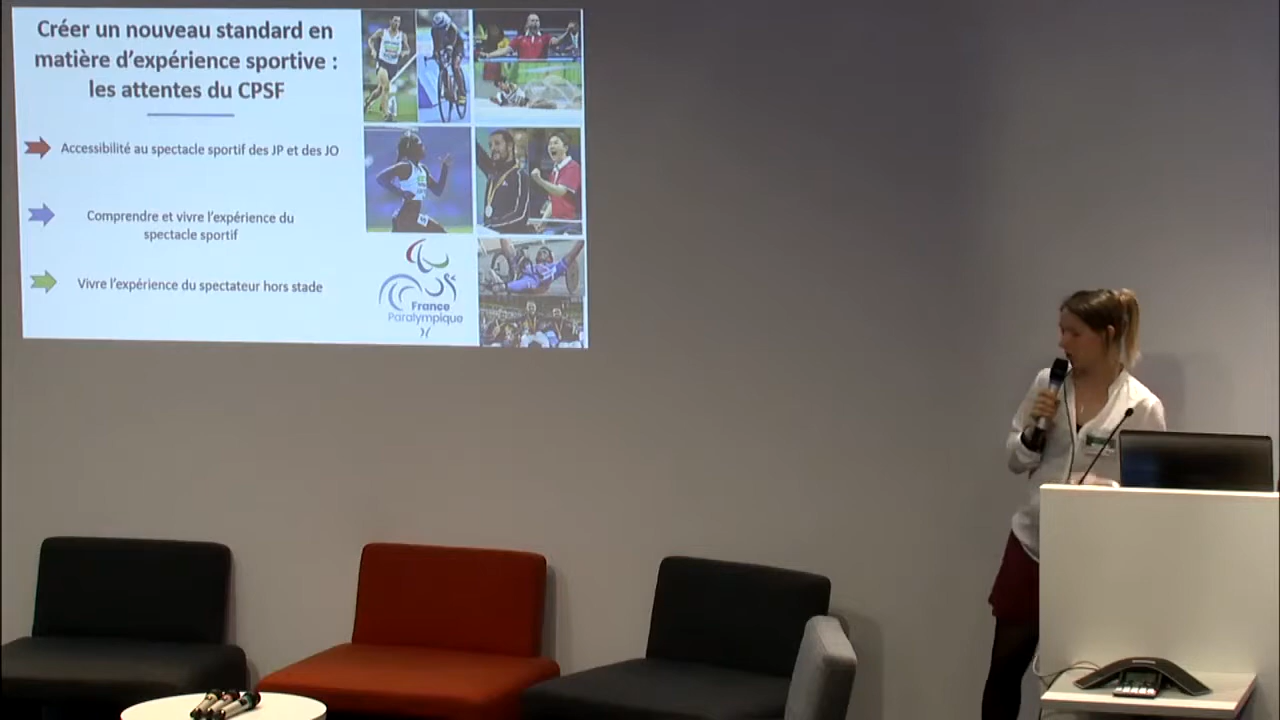 Créer un nouveau standard en
matière d’expérience sportive :
les attentes du CPSF
Accessibilité au spectacle sportif des JP et des JO
Comprendre et vivre l’expérience du
spectacle sportif
Vivre l’expérience du spectateur hors stade
France
Paralympique